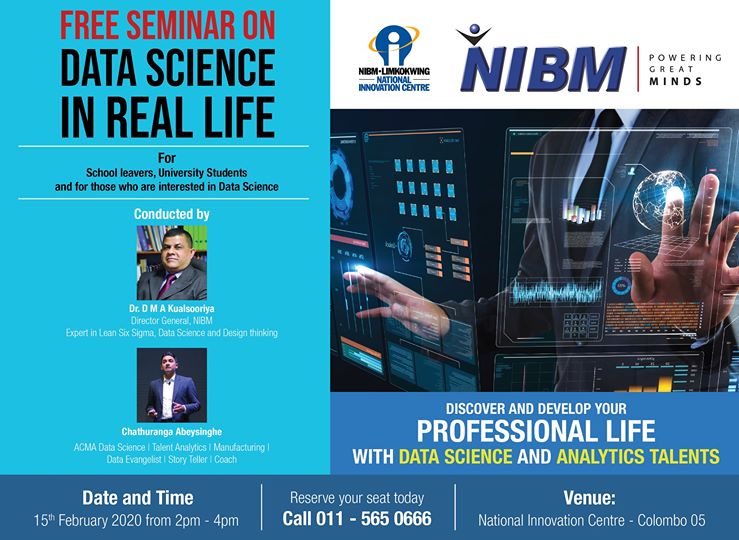 FREE SEMINAR ON
DATA SCIENCE
IN REAL LIFE
For
School leavers, University Students
and for those who are interested in Data Science
Conducted by
Dr. D M A Kualsooriya
Director General, NIBM
Expert in Lean Six Sigma, Data Science and Design thinking
Chathuranga Abeysinghe
ACMA Data Science | Talent Analytics | Manufacturing |
Data Evangelist | Story Teller | Coach
NIBM-LIMKOKWING
NATIONAL
INNOVATION CENTRE
NIBM
POWERING
GREAT
MINDS
DISCOVER AND DEVELOP YOUR
PROFESSIONAL LIFE
WITH DATA SCIENCE AND ANALYTICS TALENTS
Date and Time
15th February 2020 from 2pm - 4pm
Reserve your seat today
Call 011 - 565 0666
Venue:
National Innovation Centre - Colombo 05